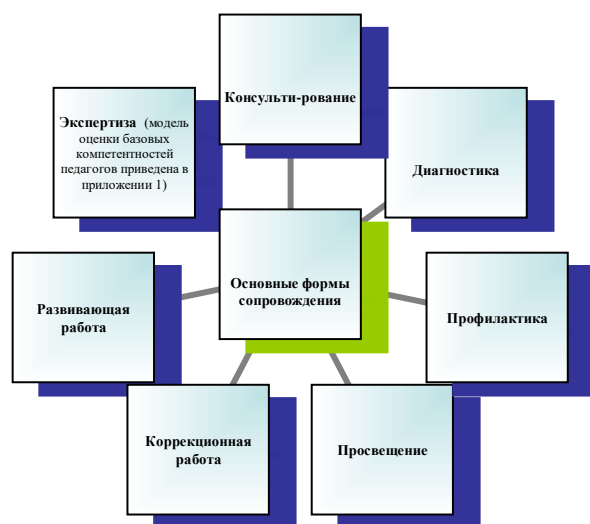 Консульти-рование
Экспертиза (модель
оценки базовых
компетентностей
педагогов приведена в
приложении 1)
Диагностика
Основные формы
сопровождения
Развивающая
работа
Профилактика
Коррекционная
работа
Просвещение